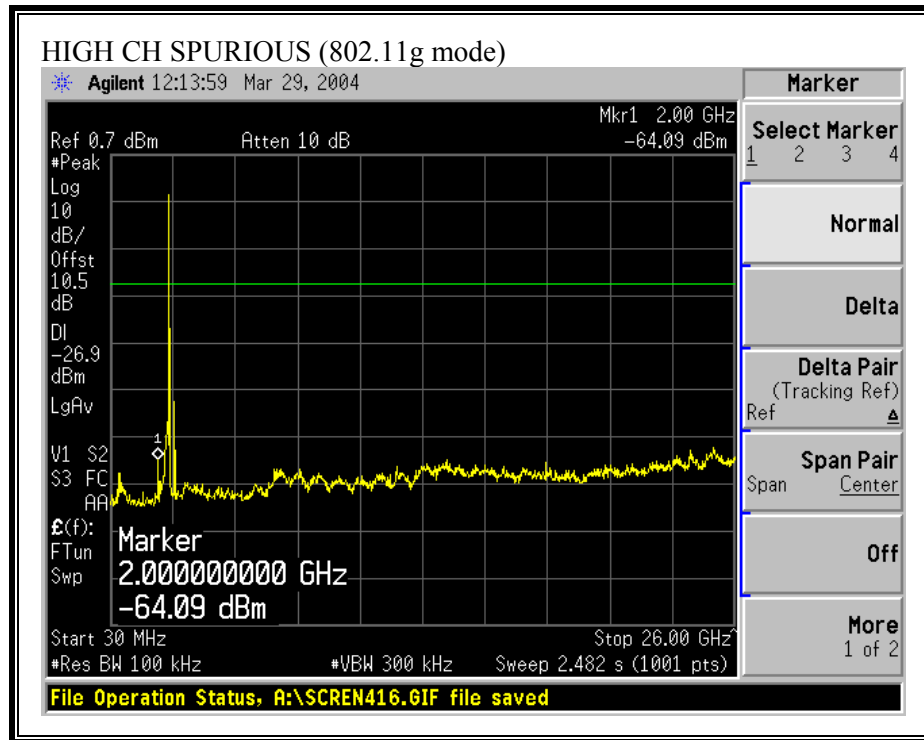 HIGH CH SPURIOUS (802.11g mode)
Agilent 12:13:59 Mar 29, 2004
Marker
Mkr1 2.00 GHz
Ref 0.7 dBm Atten 10 dB -64.09 dBm
#Peak
Log
10
dB/
Offst
10.5
dB
DI
-26.9
dBm
LgAv
1
V1 S2
S3 FC
AA
£(f):
FTun
Swp
Marker
2.000000000 GHz
-64.09 dBm
Start 30 MHz Stop 26.00 GHz^
#Res BW 100 kHz #VBW 300 kHz Sweep 2.482 s (1001 pts)
Select Marker
1 2 3 4
Normal
Delta
Delta Pair
(Tracking Ref)
Ref Δ
Span Pair
Span Center
Off
More
1 of 2
File Operation Status, A:\SCREN416.GIF file saved